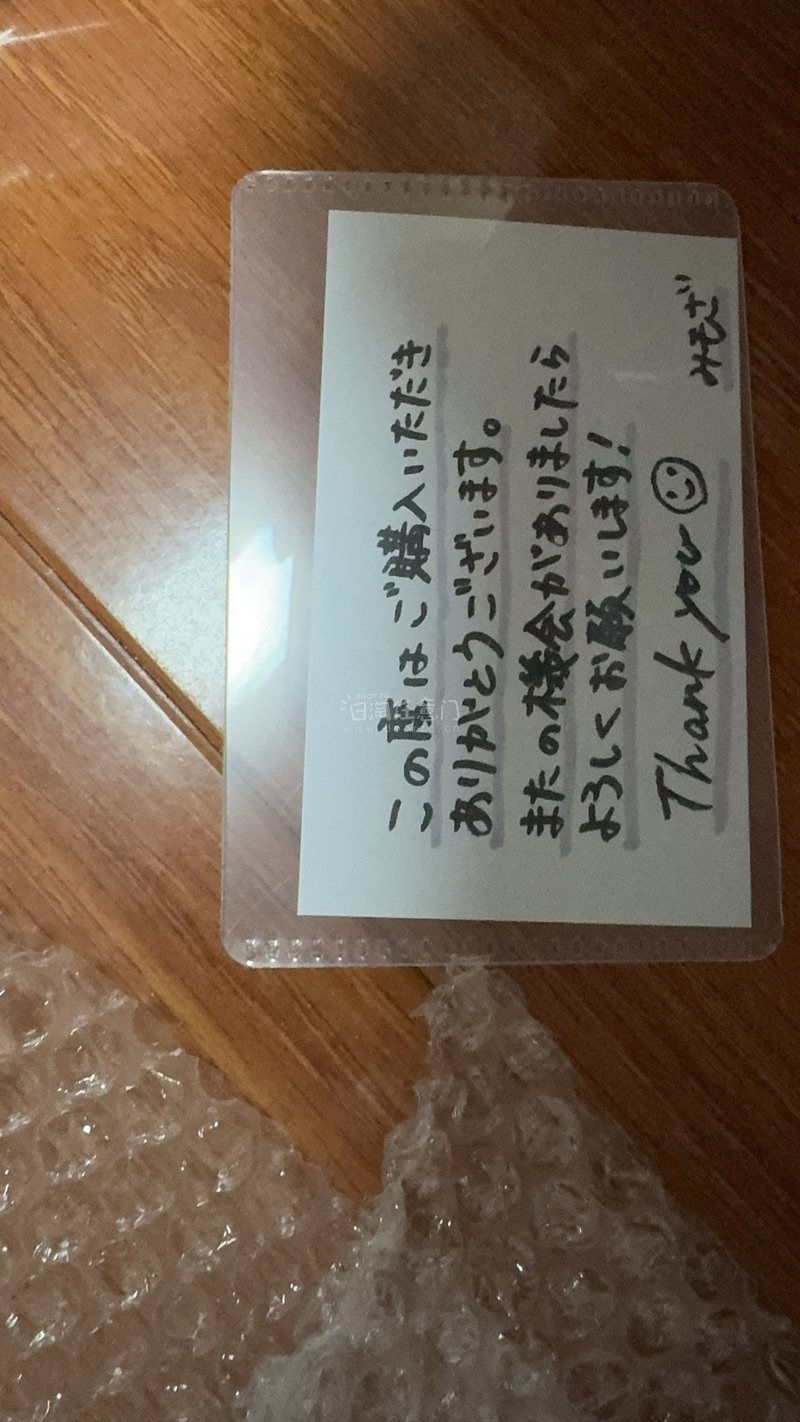 この度はご購入いただき
ありがとうございます。
またの機会がありましたら
よろしくお願いします!
Thank you
みもざ